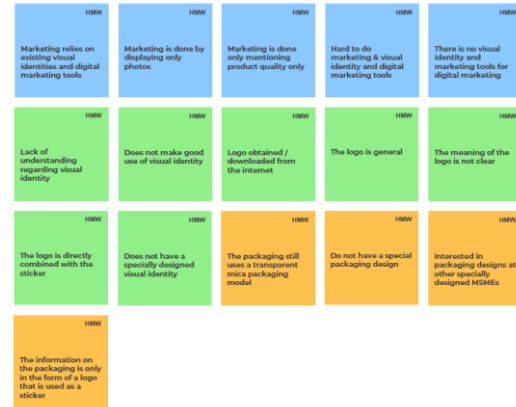 HMW
Marketing relies on
existing visual
identities and digital
marketing tools
HMW
Marketing is done by
displaying only
photos
HMW
Marketing is done
only mentioning
product quality only
HMW
Hard to do
marketing & visual
identity and digital
marketing tools
HMW
There is no visual
identity and
marketing tools for
digital marketing
HMW
Lack of
understanding
regarding visual
identity
HMW
Does not make good
use of visual identity
HMW
Logo obtained /
downloaded from
the internet
HMW
The logo is general
HMW
The meaning of the
logo is not clear
HMW
The logo is directly
combined with the
sticker
HMW
Does not have a
specially designed
visual identity
HMW
The packaging still
uses a transparent
mica packaging
model
HMW
Do not have a special
packaging design
HMW
Interested in
packaging designs at
other specially
designed MSMEs
HMW
The information on
the packaging is only
in the form of a logo
that is used as a
sticker